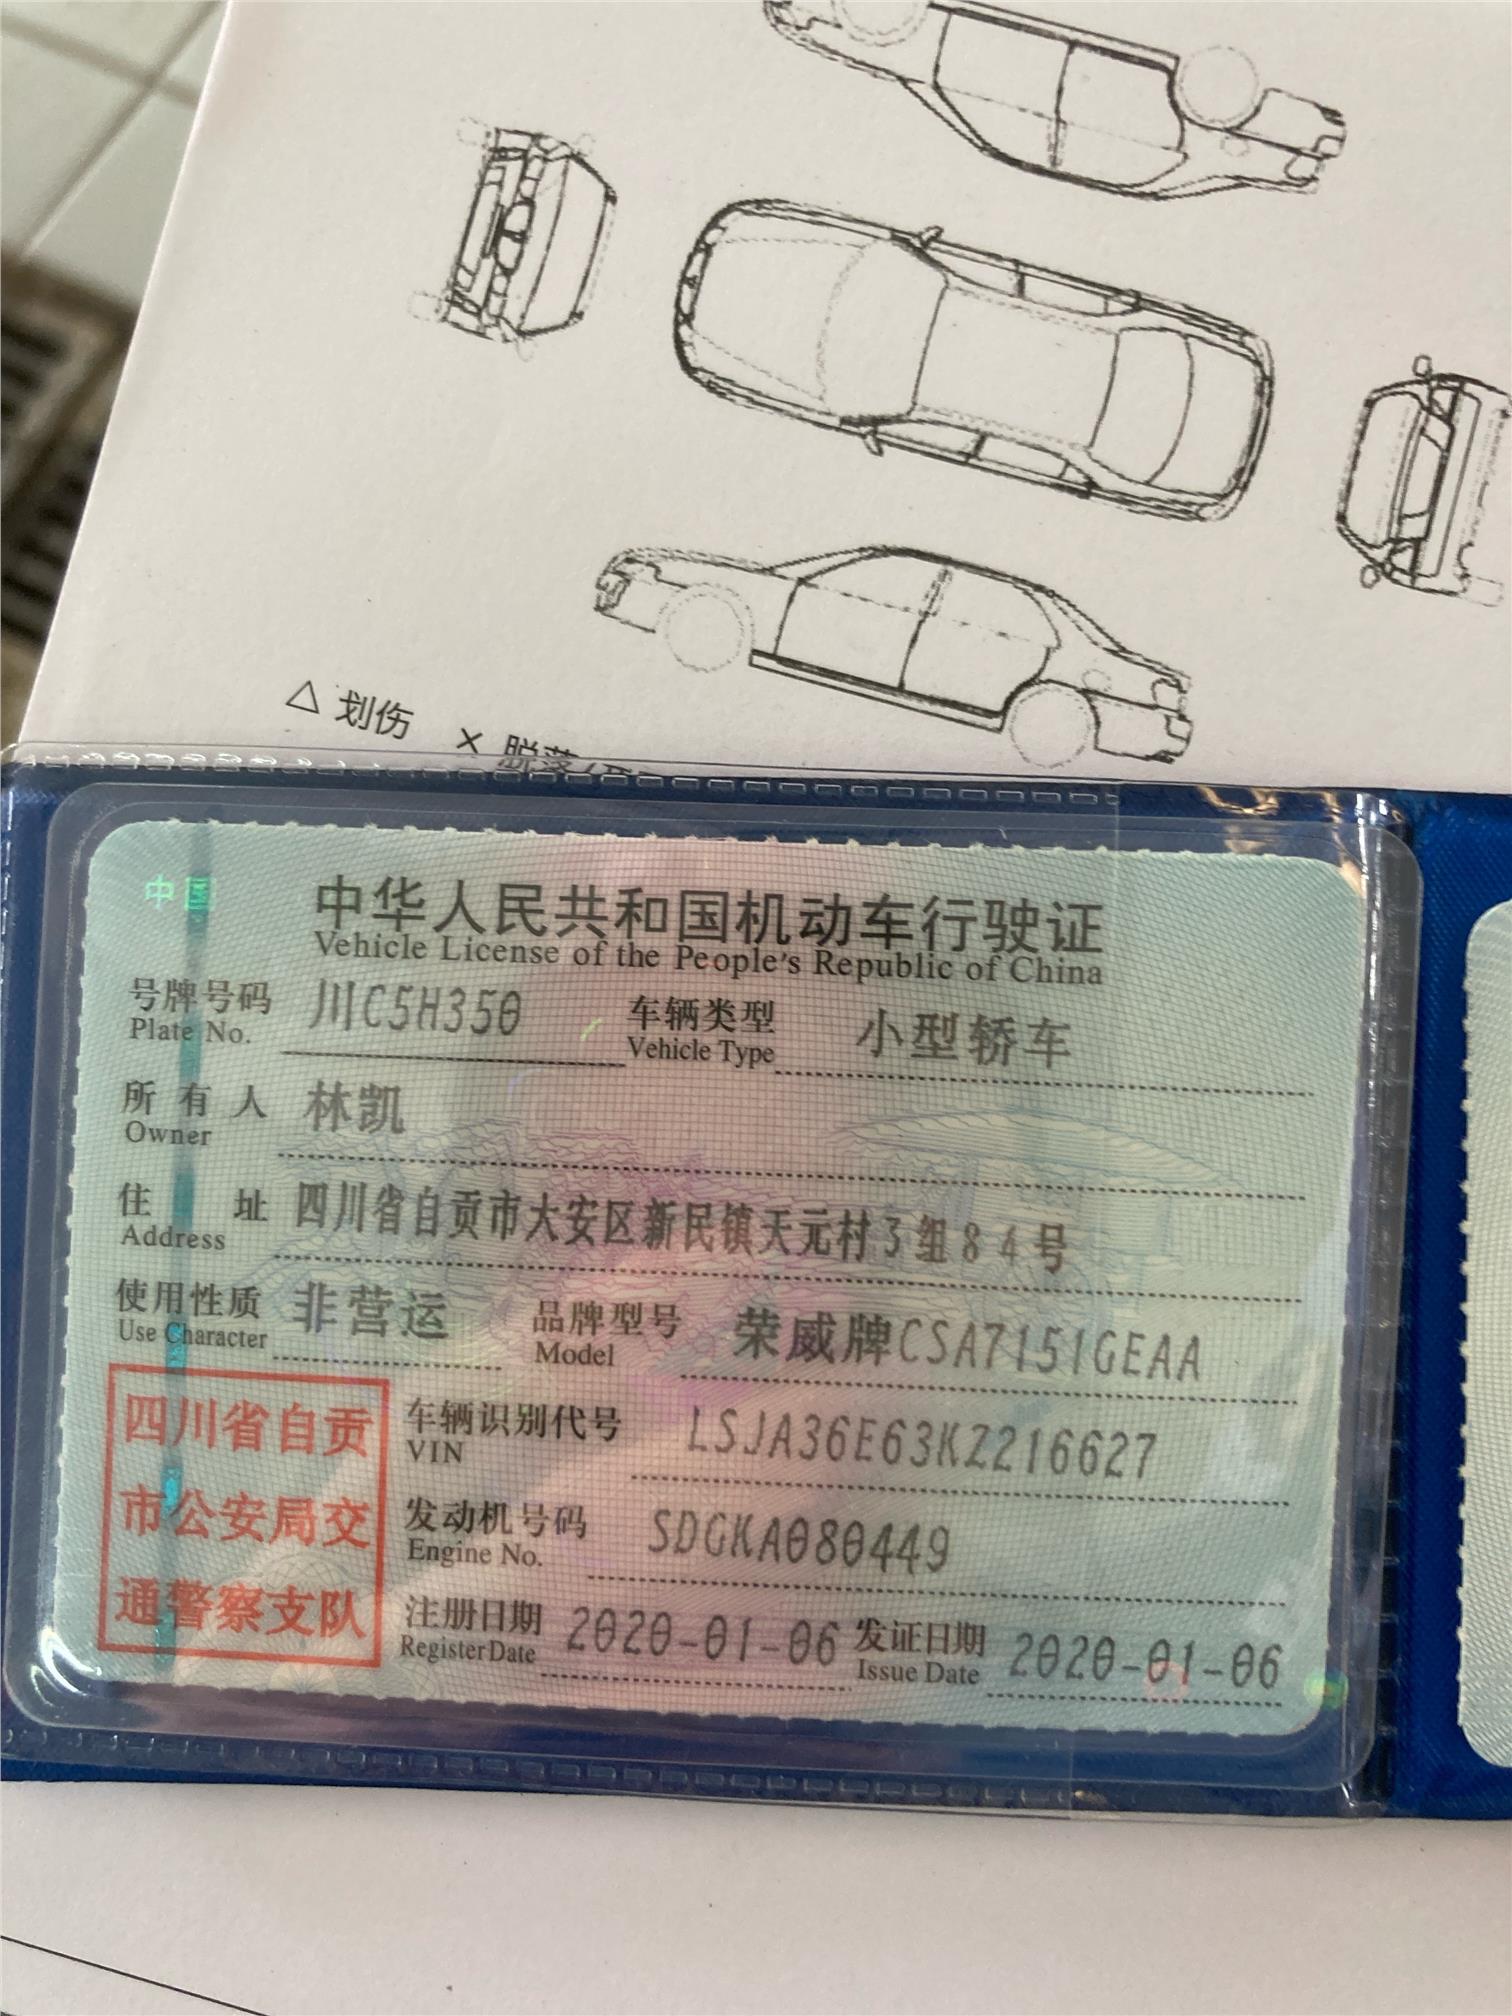 △ 划伤 × 脱落
中国
中华人民共和国机动车行驶证
Vehicle License of the People's Republic of China
号牌号码 川C5H350 车辆类型 小型轿车
Plate No. Vehicle Type
所有人 林凯
Owner
住址 四川省自贡市大安区新民镇天元村3组84号
Address
使用性质 非营运 品牌型号 荣威牌CSA7151GEAA
Use Character Model
四川省自贡
市公安局交
通警察支队
车辆识别代号 LSJA36E63KZ216627
VIN
发动机号码 SDGKA080449
Engine No.
注册日期 2020-01-06 发证日期 2020-01-06
Register Date Issue Date